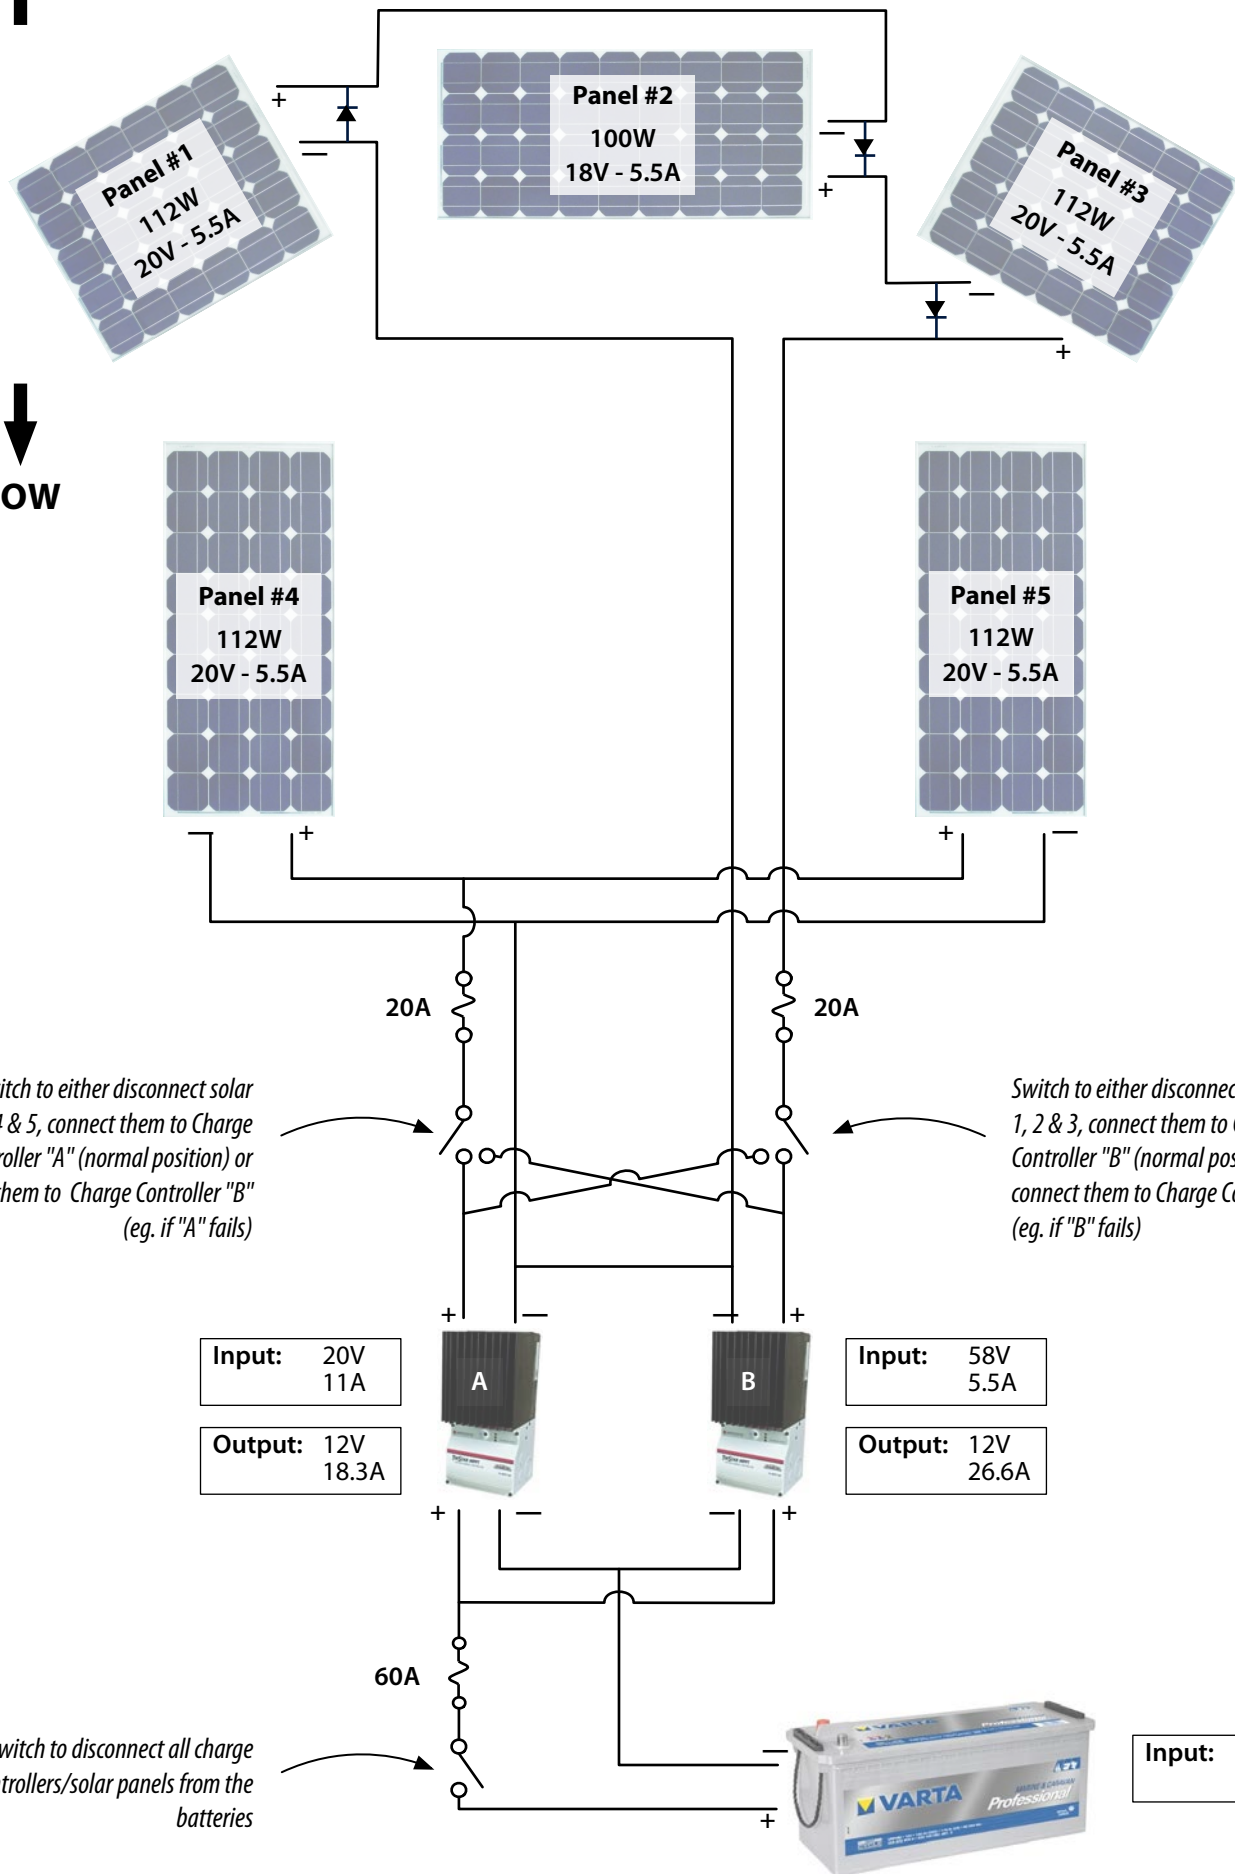 +
—
Panel #1
112W
20V - 5.5A
Panel #2
100W
18V - 5.5A
—
+
Panel #3
112W
20V - 5.5A
—
+
OW
Panel #4
112W
20V - 5.5A
Panel #5
112W
20V - 5.5A
—
+
+
—
20A
20A
itch to either disconnect solar
4 & 5, connect them to Charge
roller "A" (normal position) or
them to Charge Controller "B"
(eg. if "A" fails)
Switch to either disconnec
1, 2 & 3, connect them to C
Controller "B" (normal pos
connect them to Charge Co
(eg. if "B" fails)
+
—
—
+
Input: 20V
11A
A
B
Input: 58V
5.5A
Output: 12V
18.3A
Output: 12V
26.6A
+
—
—
+
60A
witch to disconnect all charge
ntrollers/solar panels from the
batteries
—
+
VARTA
VARTA
MARINE & CARAVAN
Professional
Input: